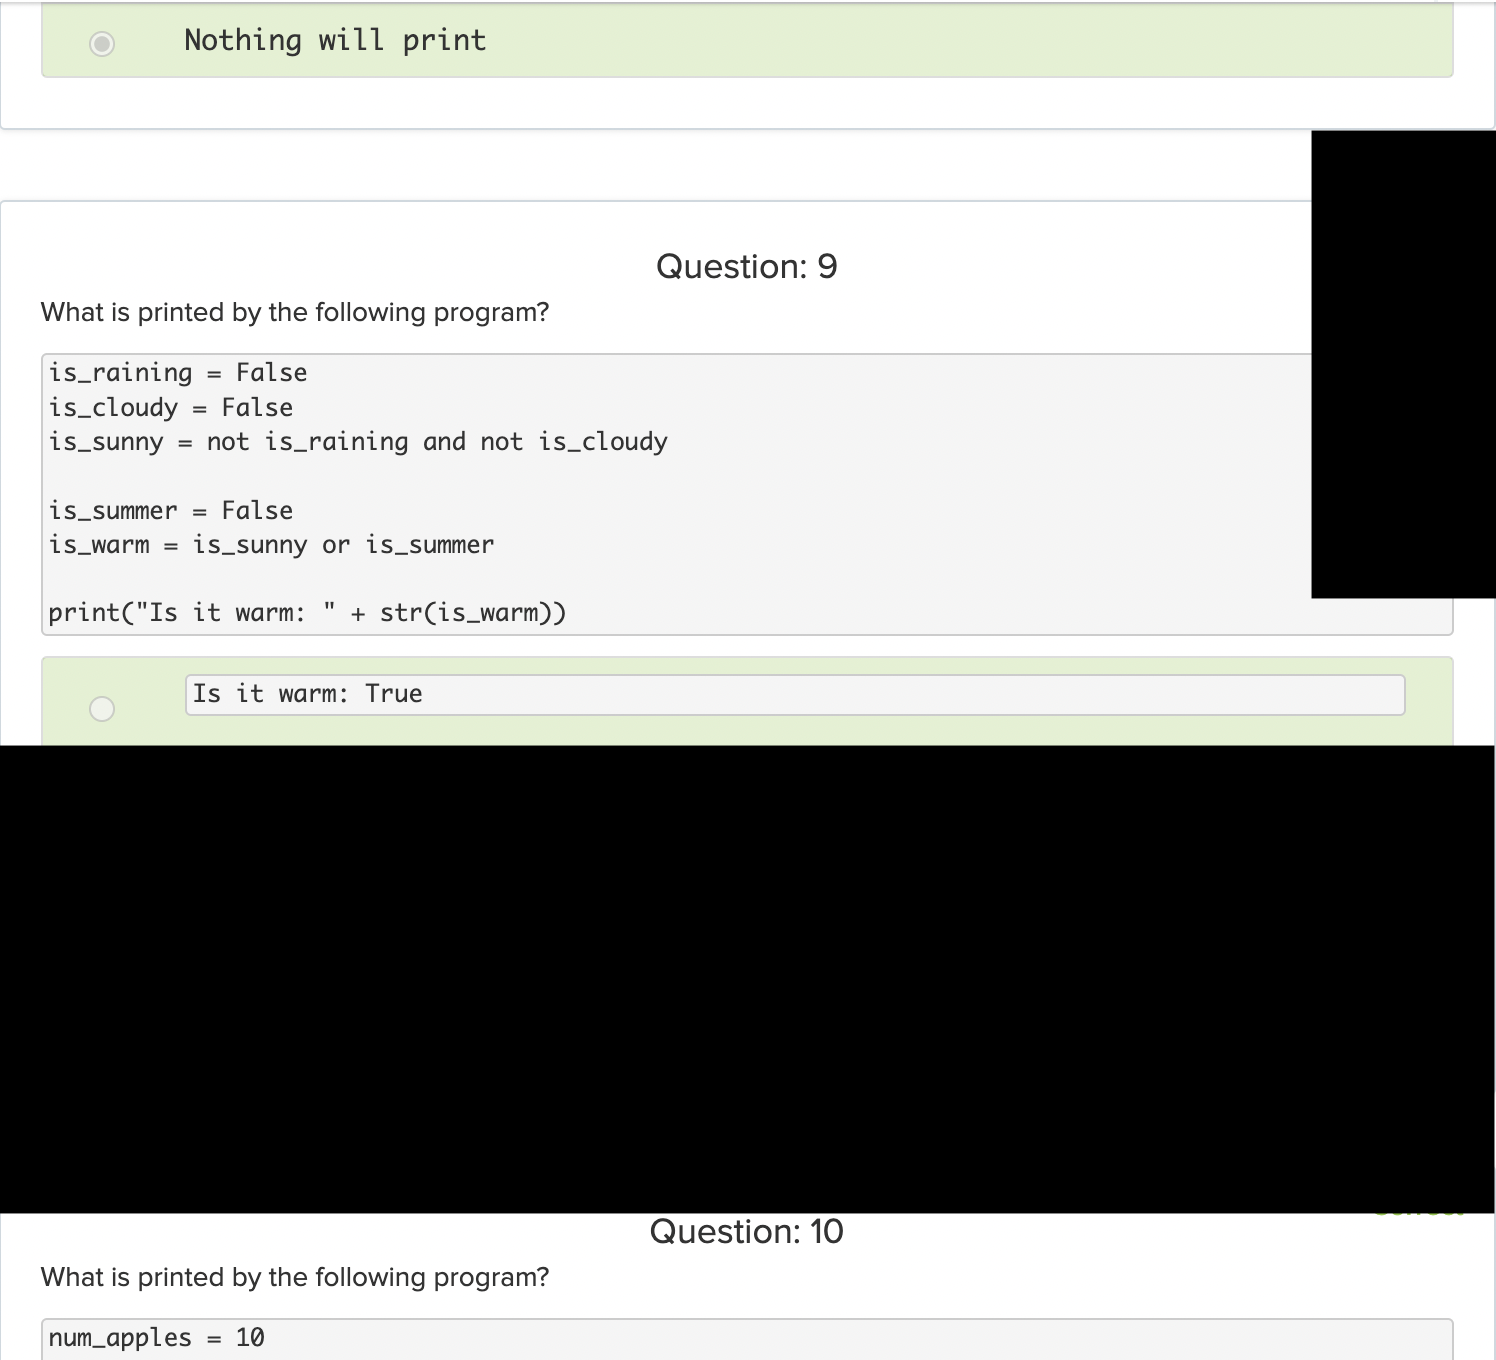 Nothing will print
Question: 9
What is printed by the following program?
is_raining = False
is_cloudy = False
is_sunny = not is_raining and not is_cloudy
is_summer = False
is_warm = is_sunny or is_summer
print("Is it warm: " + str(is_warm))
Is it warm: True
Question: 10
What is printed by the following program?
num_apples = 10